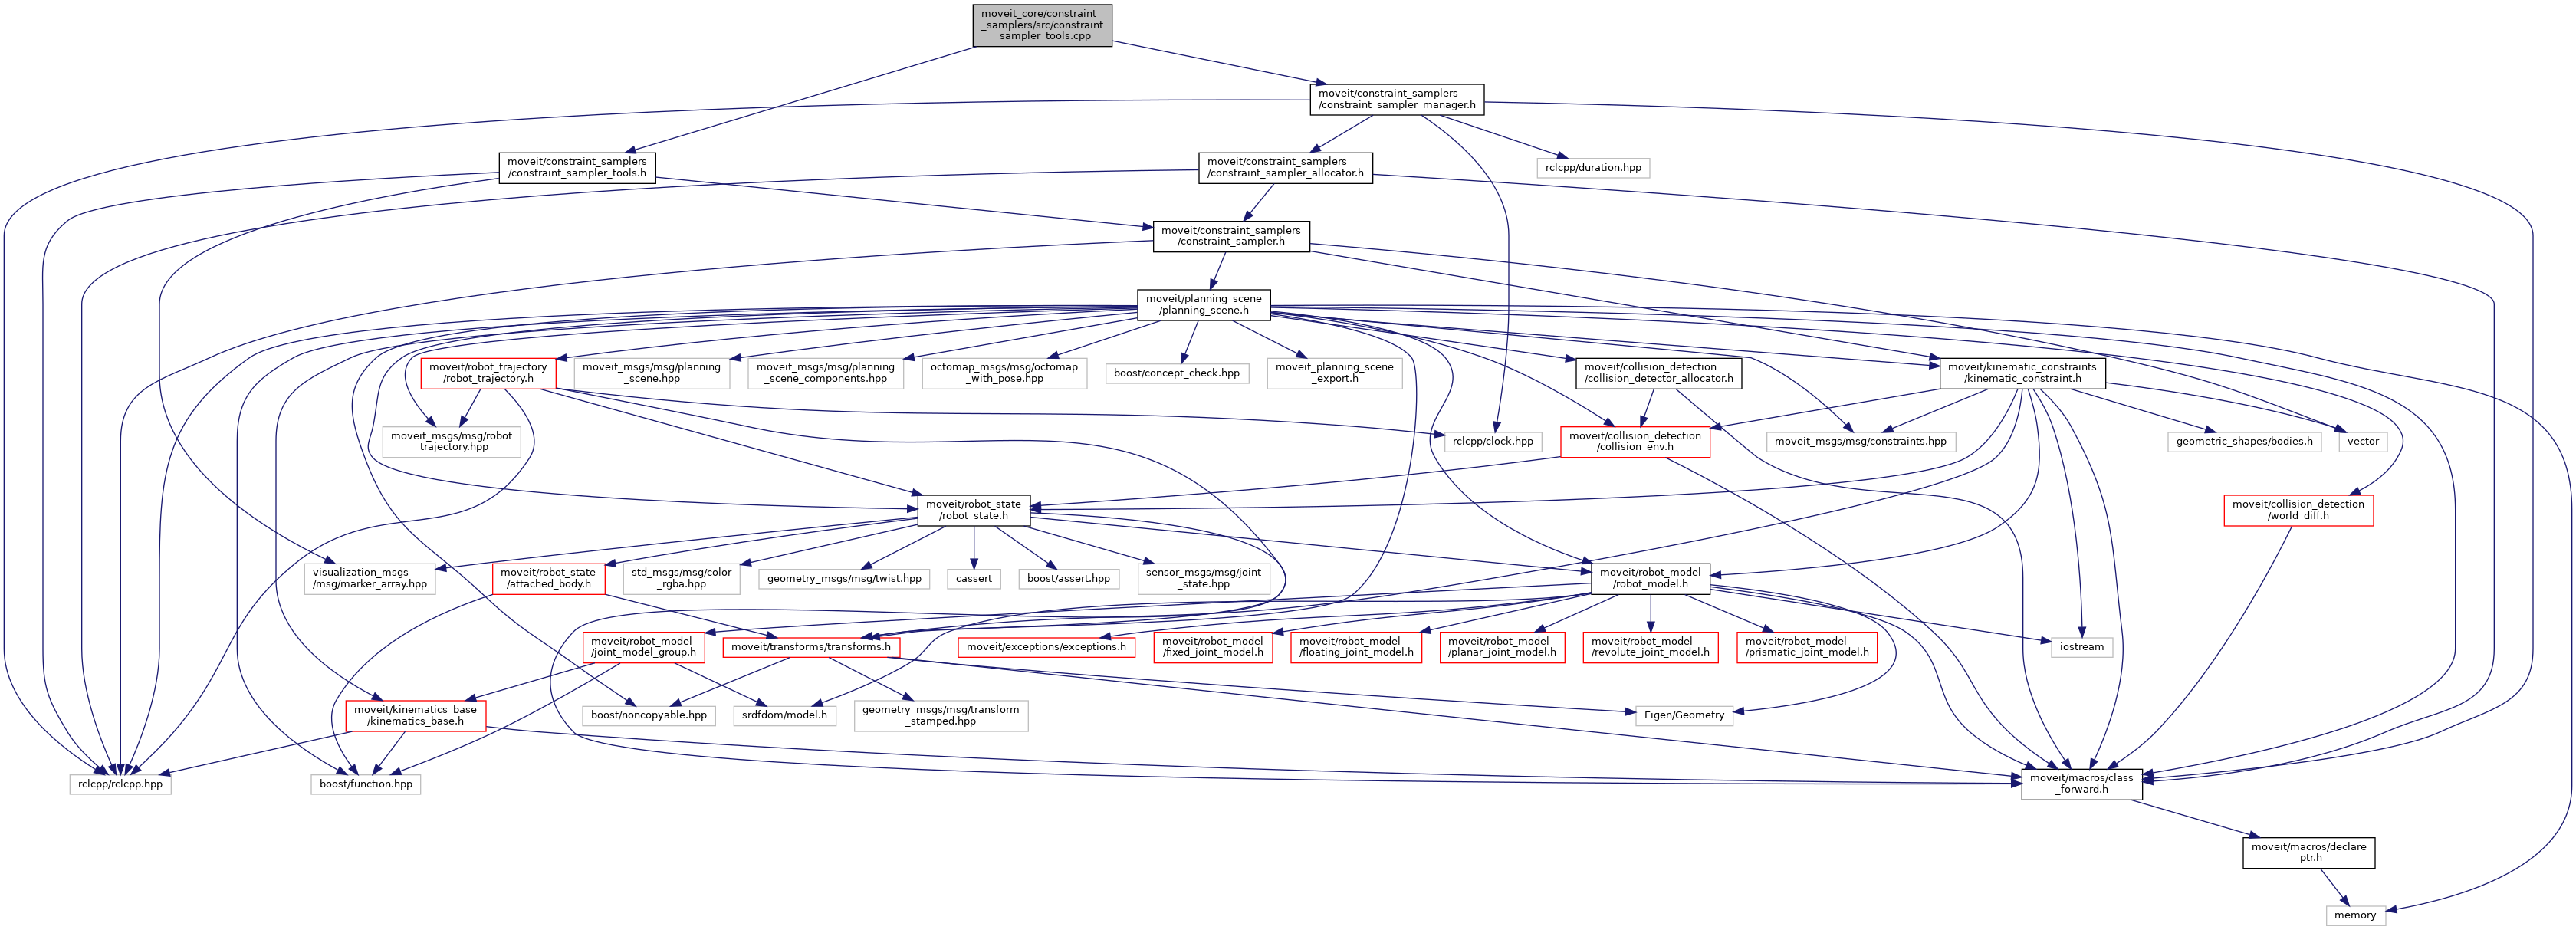 moveit_core/constraint
_samplers/src/constraint
_sampler_tools.cpp
moveit/constraint_samplers
/constraint_sampler_manager.h
moveit/constraint_samplers
/constraint_sampler_tools.h
moveit/constraint_samplers
/constraint_sampler_allocator.h
rclcpp/duration.hpp
moveit/constraint_samplers
/constraint_sampler.h
moveit/planning_scene
/planning_scene.h
moveit/robot_trajectory
/robot_trajectory.h
moveit_msgs/msg/planning
_scene.hpp
moveit_msgs/msg/planning
_scene_components.hpp
octomap_msgs/msg/octomap
_with_pose.hpp
boost/concept_check.hpp
moveit_planning_scene
_export.h
moveit/collision_detection
/collision_detector_allocator.h
moveit/kinematic_constraints
/kinematic_constraint.h
moveit_msgs/msg/robot
_trajectory.hpp
rclcpp/clock.hpp
moveit/collision_detection
/collision_env.h
moveit_msgs/msg/constraints.hpp
geometric_shapes/bodies.h
vector
moveit/robot_state
/robot_state.h
moveit/collision_detection
/world_diff.h
visualization_msgs
/msg/marker_array.hpp
moveit/robot_state
/attached_body.h
std_msgs/msg/color
_rgba.hpp
geometry_msgs/msg/twist.hpp
cassert
boost/assert.hpp
sensor_msgs/msg/joint
_state.hpp
moveit/robot_model
/robot_model.h
moveit/robot_model
/joint_model_group.h
moveit/transforms/transforms.h
moveit/exceptions/exceptions.h
moveit/robot_model
/fixed_joint_model.h
moveit/robot_model
/floating_joint_model.h
moveit/robot_model
/planar_joint_model.h
moveit/robot_model
/revolute_joint_model.h
moveit/robot_model
/prismatic_joint_model.h
iostream
moveit/kinematics_base
/kinematics_base.h
boost/noncopyable.hpp
srdfdom/model.h
geometry_msgs/msg/transform
_stamped.hpp
Eigen/Geometry
rclcpp/rclcpp.hpp
boost/function.hpp
moveit/macros/class
_forward.h
moveit/macros/declare
_ptr.h
memory